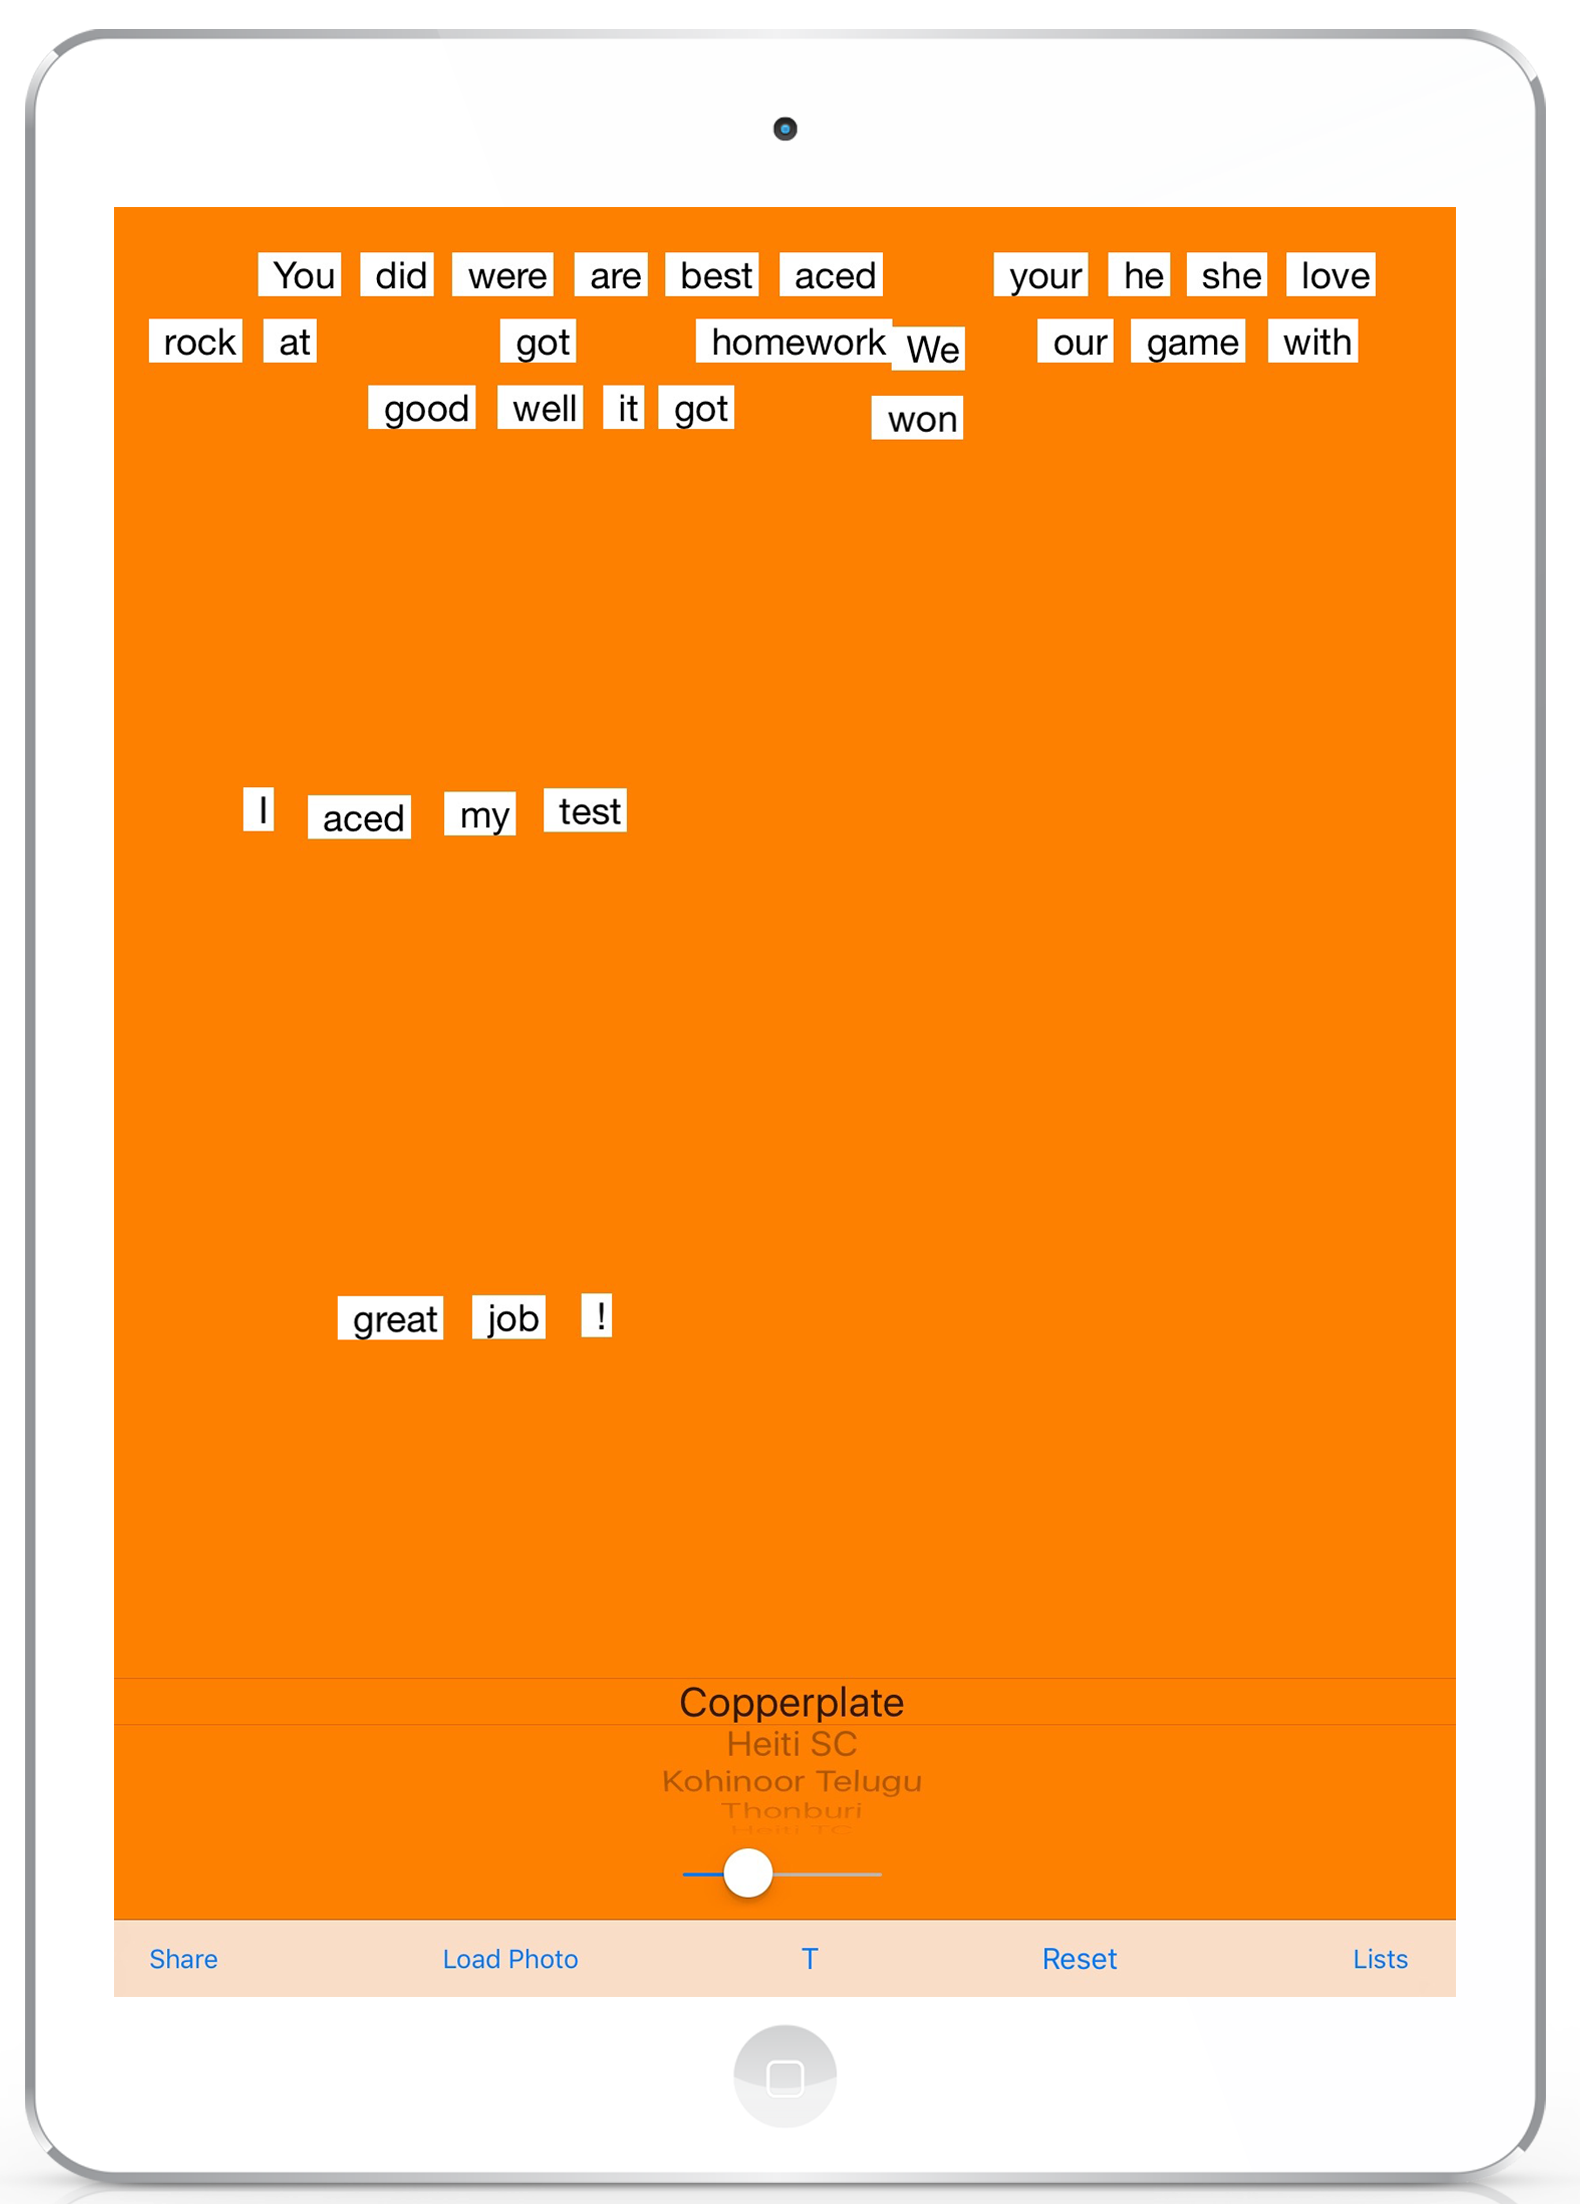 You did were are best aced your he she love
rock at got homework We our game with
good well it got won
I aced my test
great job !
Copperplate
Heiti SC
Kohinoor Telugu
Thonburi
Heiti TC
Share Load Photo T Reset Lists